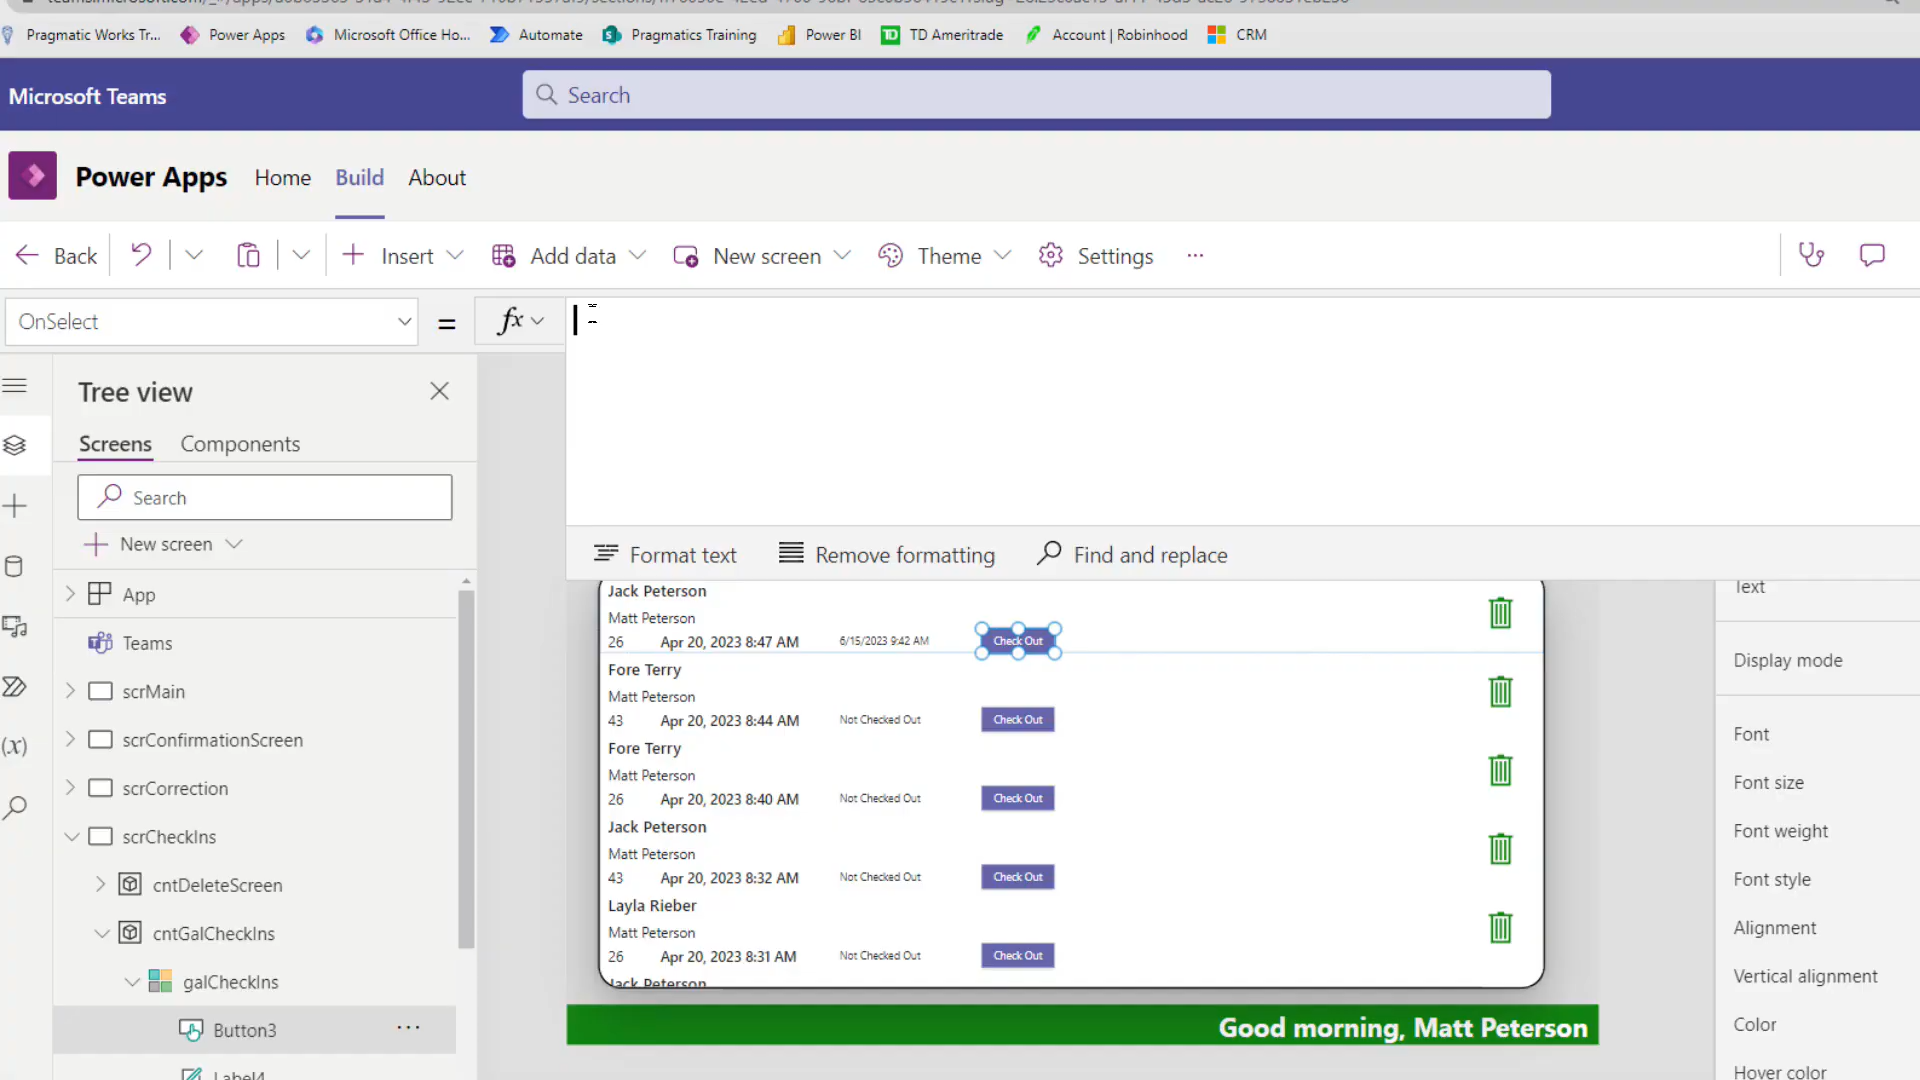 Pragmatic Works Tr...
Power Apps
Microsoft Office Ho...
Automate
Pragmatics Training
Power BI
TD Ameritrade
Account | Robinhood
CRM
Microsoft Teams
Search
Power Apps
Home
Build
About
Back
Insert
Add data
New screen
Theme
Settings
...
OnSelect
=
fx
Tree view
Screens
Components
Search
New screen
App
Teams
scrMain
scrConfirmationScreen
scrCorrection
scrCheckIns
cntDeleteScreen
cntGalCheckIns
galCheckIns
Button3
...
Label4
Format text
Remove formatting
Find and replace
Jack Peterson
Matt Peterson
26 Apr 20, 2023 8:47 AM 6/15/2023 9:42 AM Check Out
Fore Terry
Matt Peterson
43 Apr 20, 2023 8:44 AM Not Checked Out Check Out
Fore Terry
Matt Peterson
26 Apr 20, 2023 8:40 AM Not Checked Out Check Out
Jack Peterson
Matt Peterson
43 Apr 20, 2023 8:32 AM Not Checked Out Check Out
Layla Rieber
Matt Peterson
26 Apr 20, 2023 8:31 AM Not Checked Out Check Out
Jack Peterson
Good morning, Matt Peterson
Text
Display mode
Font
Font size
Font weight
Font style
Alignment
Vertical alignment
Color
Hover color